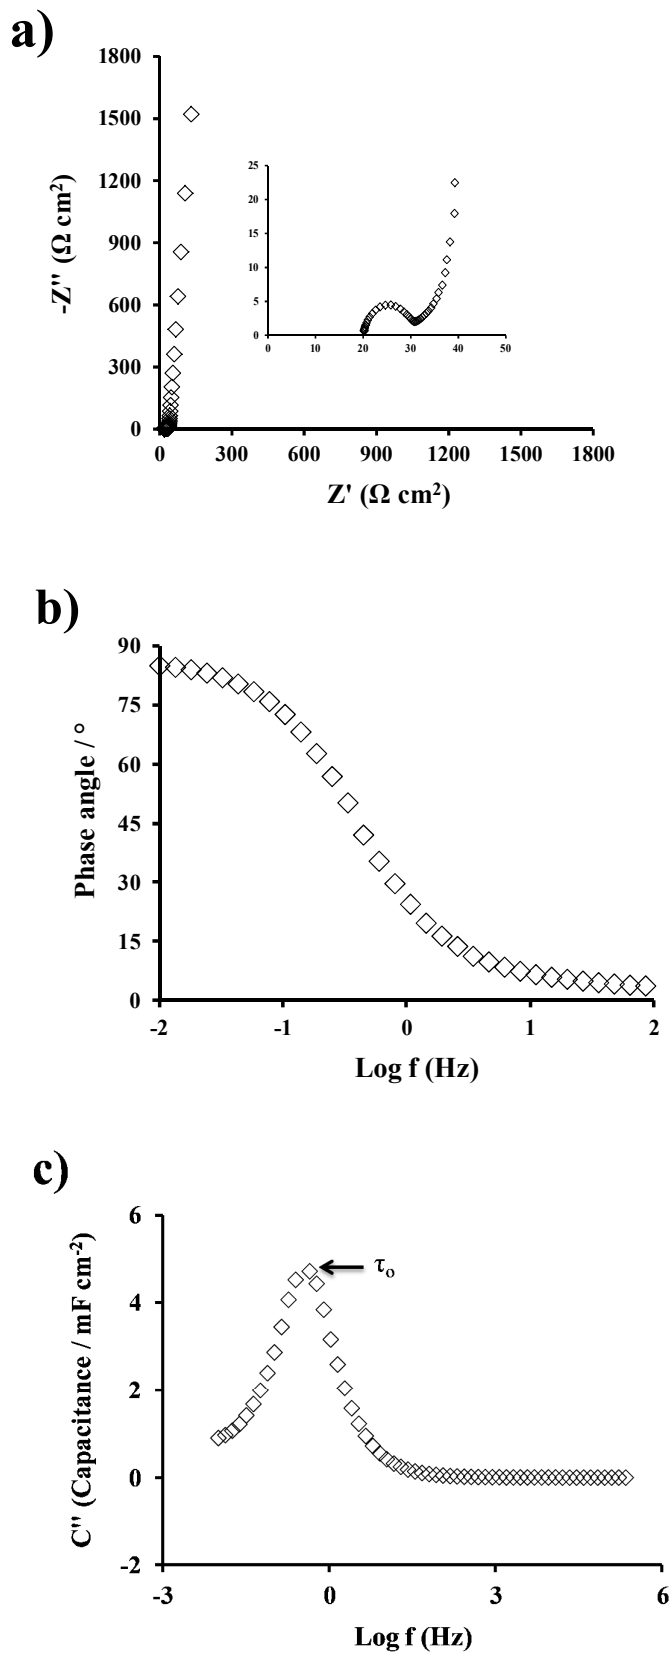 a)
1800
1500
1200
900
600
300
0
-Z'' (Ω cm²)
25
20
15
10
5
0
0 10 20 30 40 50
0 300 600 900 1200 1500 1800
Z' (Ω cm²)
b)
90
75
60
45
30
15
0
Phase angle / °
-2 -1 0 1 2
Log f (Hz)
c)
6
4
2
0
-2
C'' (Capacitance / mF cm⁻²)
τₒ
-3 0 3 6
Log f (Hz)